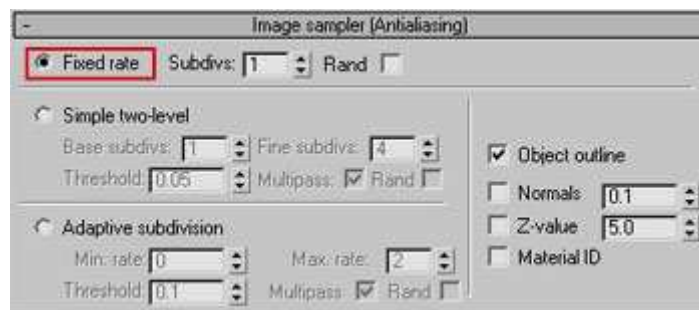 - Image sampler (Antialiasing)
Fixed rate Subdivs: 1 Rand
Simple two-level
Base subdivs: 1 Fine subdivs: 4
Threshold: 0.05 Multipass: Rand
Adaptive subdivision
Min. rate: 0 Max. rate: 2
Threshold: 0.1 Multipass: Rand
Object outline
Normals 0.1
Z-value 5.0
Material ID